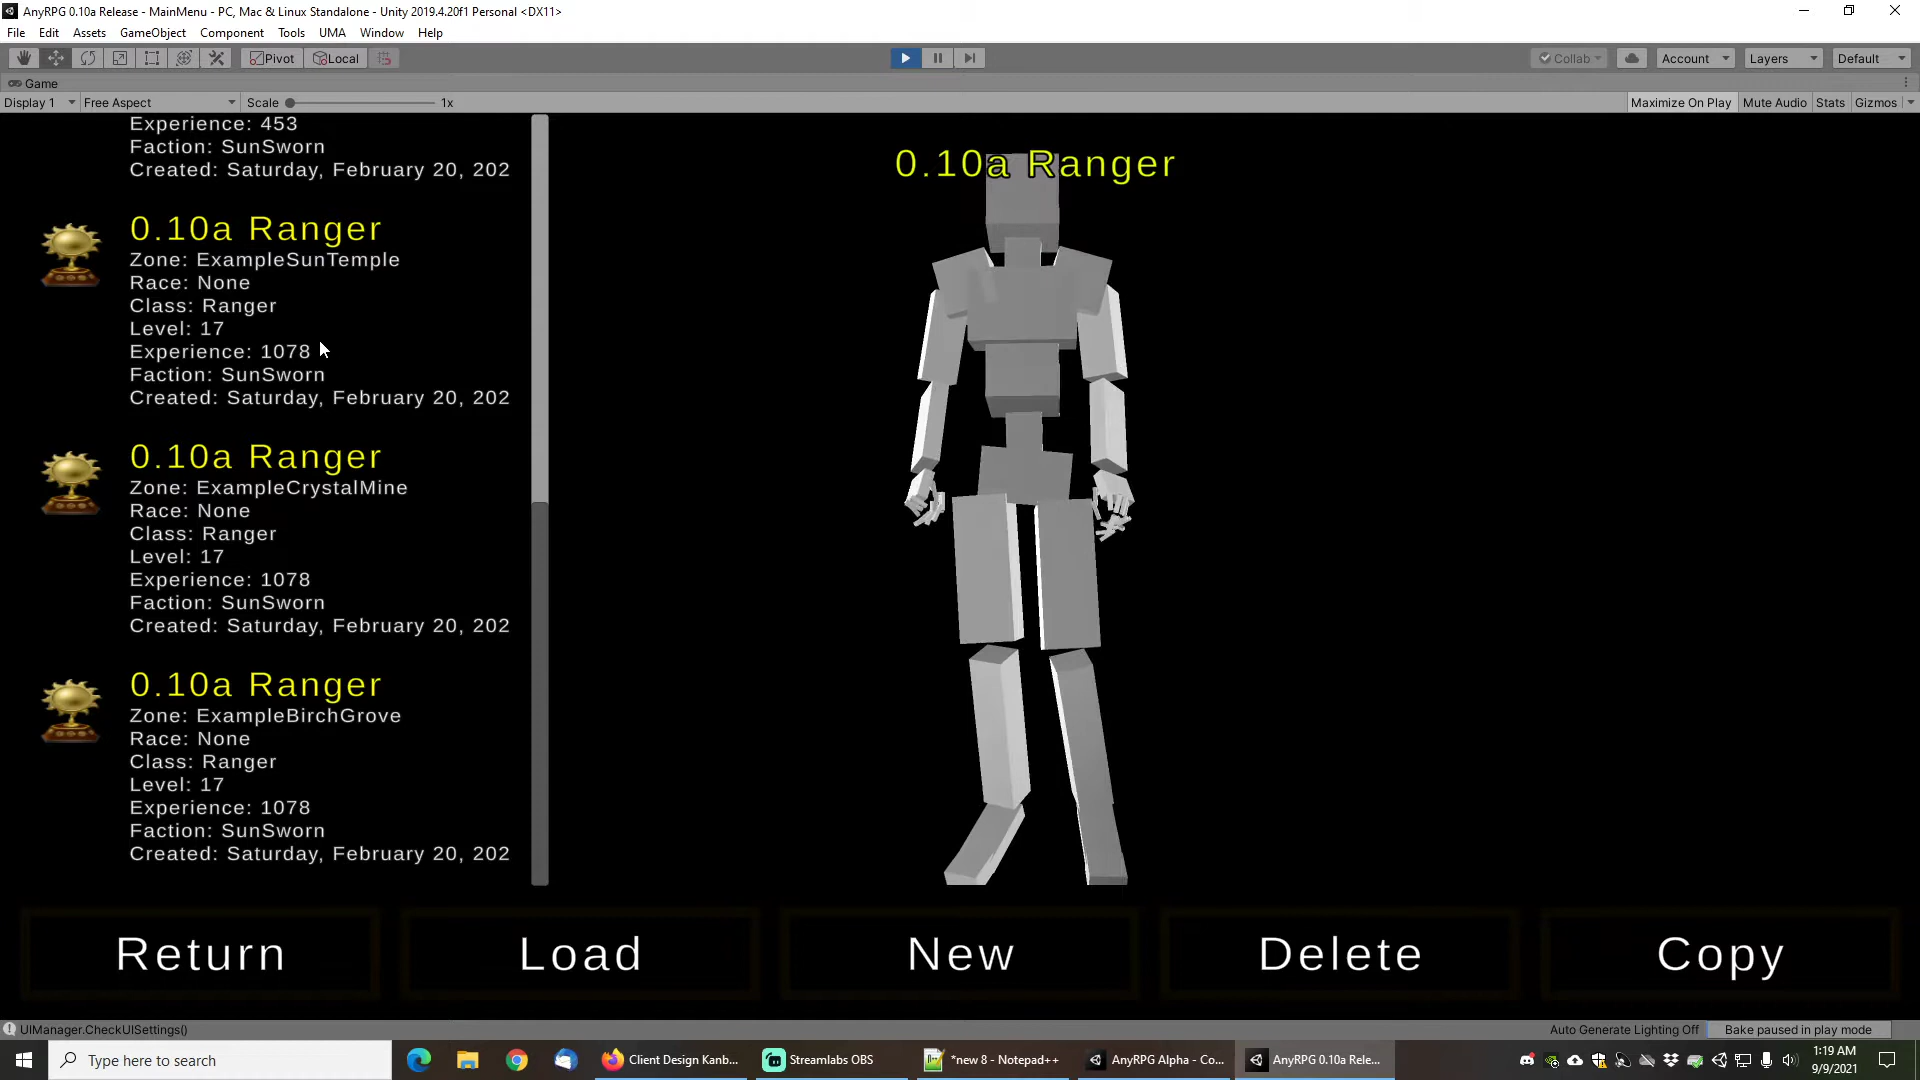 AnyRPG 0.10a Release - MainMenu - PC, Mac & Linux Standalone - Unity 2019.4.20f1 Personal <DX11>
File Edit Assets GameObject Component Tools UMA Window Help
Pivot Local Collab Account Layers Default
Game
Display 1 Free Aspect Scale 1x Maximize On Play Mute Audio Stats Gizmos
Experience: 453
Faction: SunSworn
Created: Saturday, February 20, 202
0.10a Ranger
0.10a Ranger
Zone: ExampleSunTemple
Race: None
Class: Ranger
Level: 17
Experience: 1078
Faction: SunSworn
Created: Saturday, February 20, 202
0.10a Ranger
Zone: ExampleCrystalMine
Race: None
Class: Ranger
Level: 17
Experience: 1078
Faction: SunSworn
Created: Saturday, February 20, 202
0.10a Ranger
Zone: ExampleBirchGrove
Race: None
Class: Ranger
Level: 17
Experience: 1078
Faction: SunSworn
Created: Saturday, February 20, 202
Return Load New Delete Copy
UIManager.CheckUISettings()
Auto Generate Lighting Off Bake paused in play mode
Type here to search
Client Design Kanb...
Streamlabs OBS
*new 8 - Notepad++
AnyRPG Alpha - Co...
AnyRPG 0.10a Rele...
1:19 AM
9/9/2021